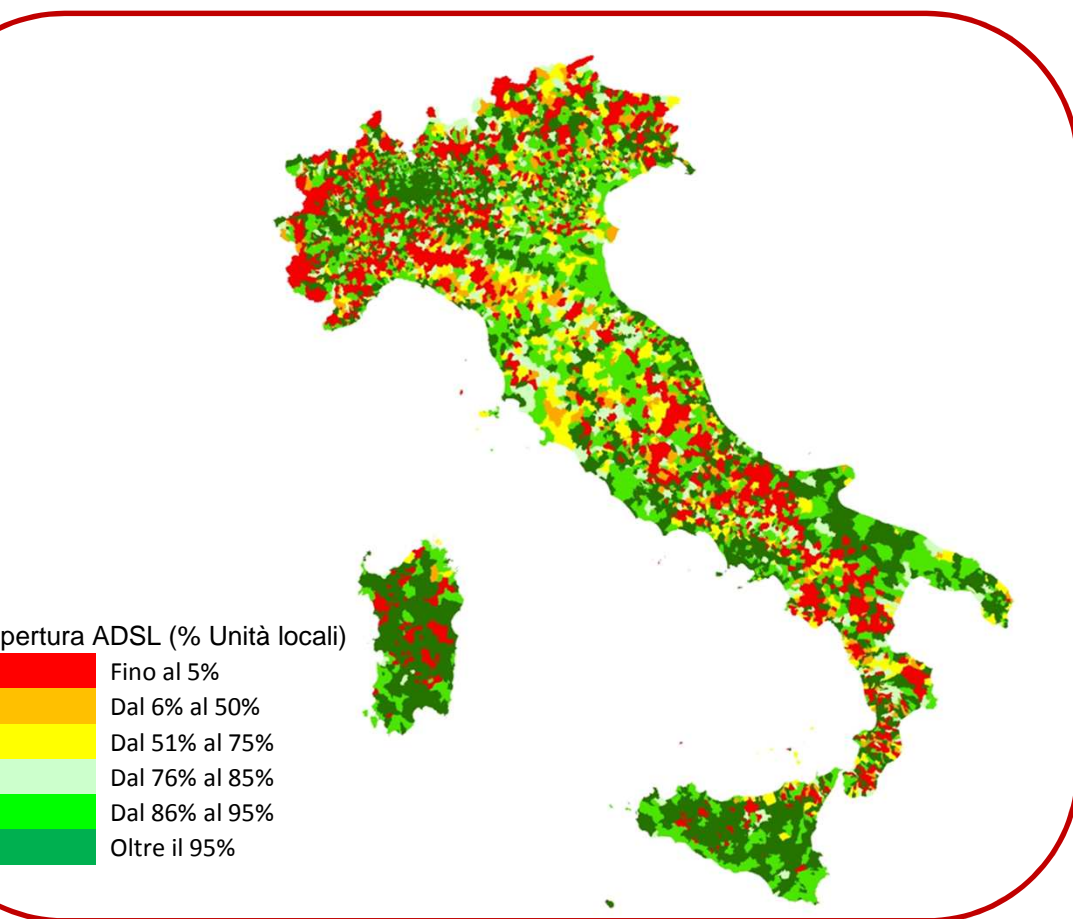 pertura ADSL (% Unità locali)
Fino al 5%
Dal 6% al 50%
Dal 51% al 75%
Dal 76% al 85%
Dal 86% al 95%
Oltre il 95%